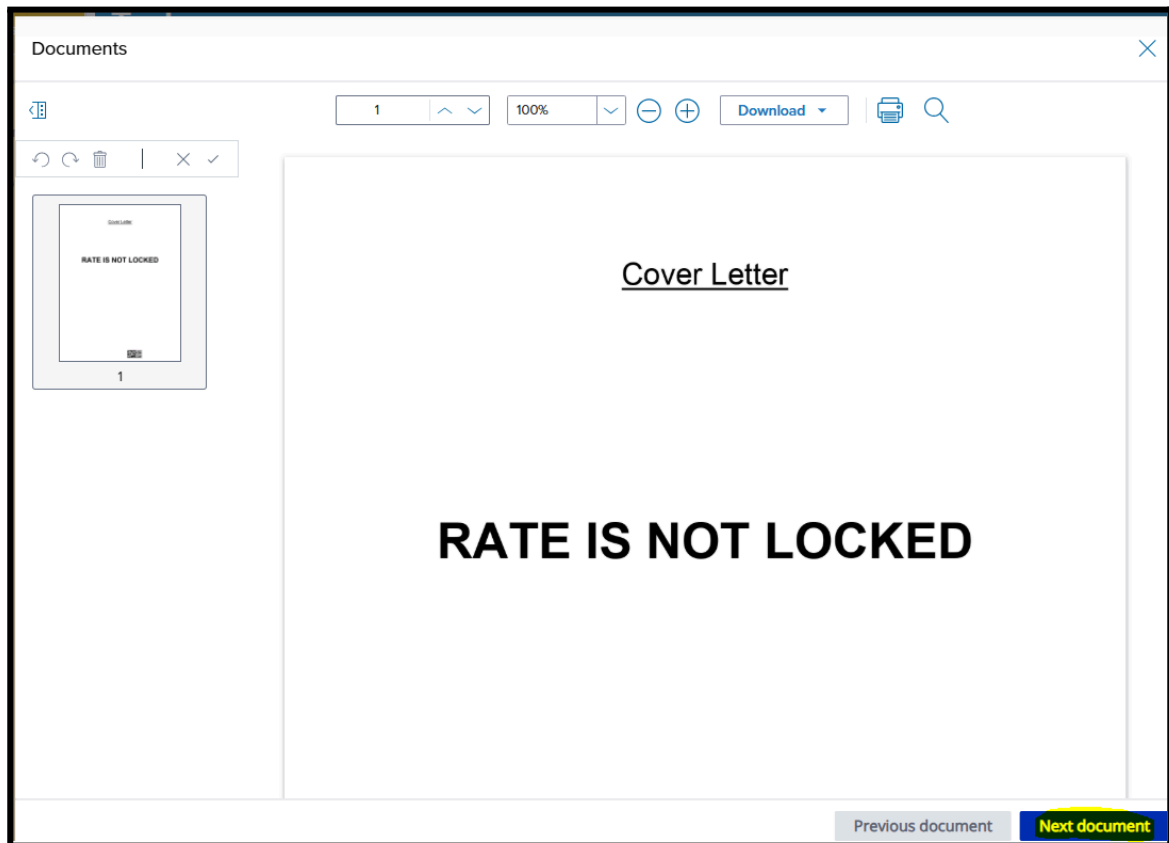 Documents
1
100%
Download
Cover Letter
RATE IS NOT LOCKED
1
Cover Letter
RATE IS NOT LOCKED
Previous document
Next document